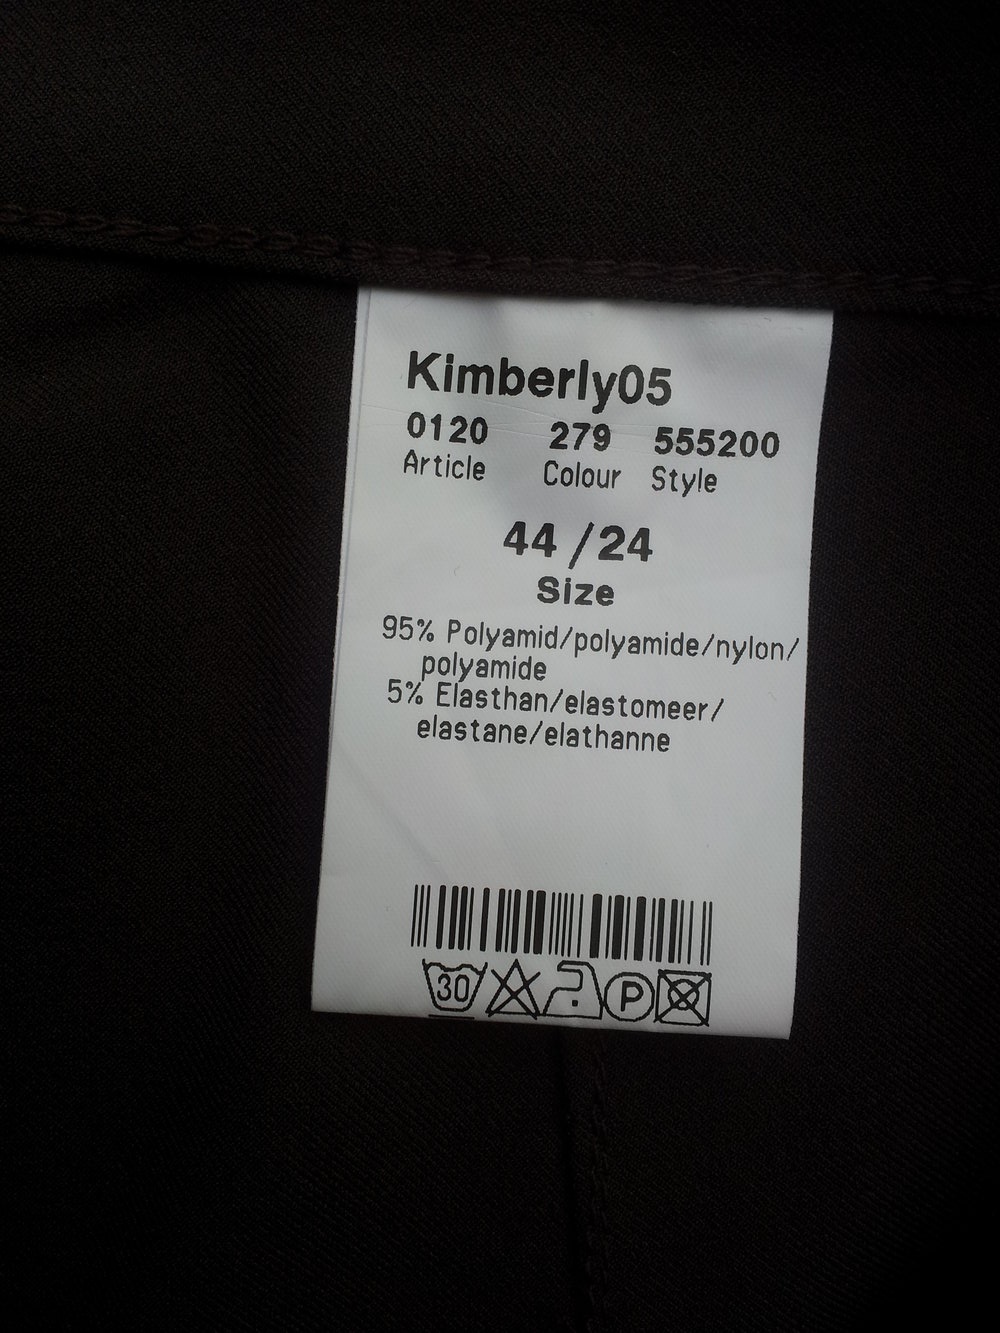 Kimberly05
0120 279 555200
Article Colour Style
44 /24
Size
95% Polyamid/polyamide/nylon/
polyamide
5% Elasthan/elastomeer/
elastane/elathanne
30 P